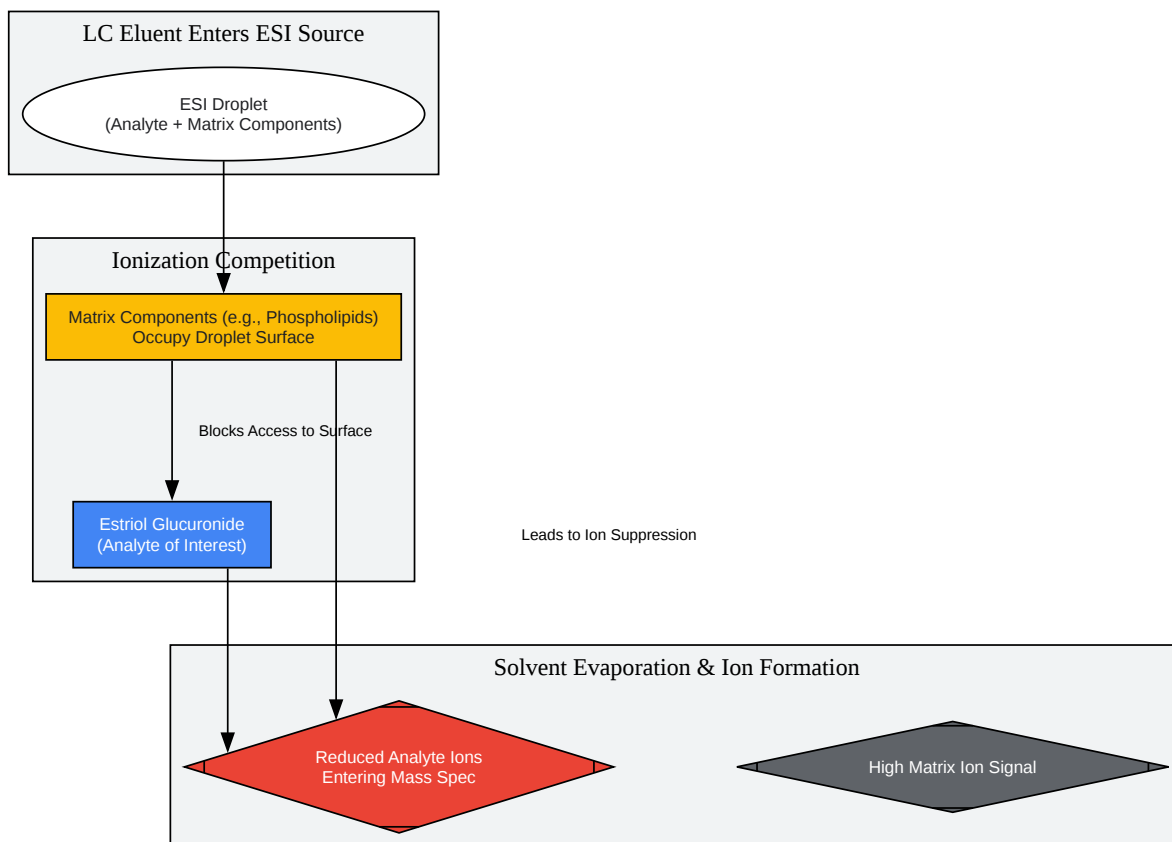 LC Eluent Enters ESI Source
ESI Droplet
(Analyte + Matrix Components)
Ionization Competition
Matrix Components (e.g., Phospholipids)
Occupy Droplet Surface
Blocks Access to Surface
Estriol Glucuronide
(Analyte of Interest)
Leads to Ion Suppression
Solvent Evaporation & Ion Formation
Reduced Analyte Ions
Entering Mass Spec
High Matrix Ion Signal